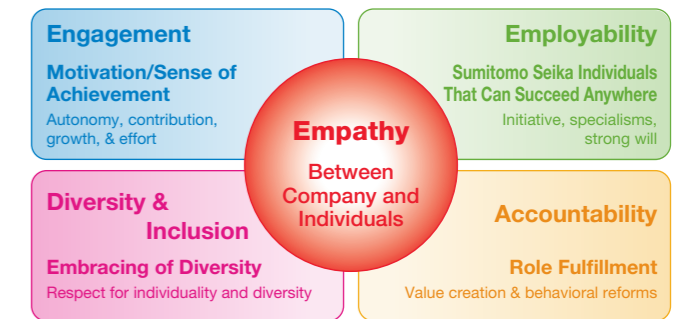 Engagement
Motivation/Sense of
Achievement
Autonomy, contribution,
growth, & effort
Employability
Sumitomo Seika Individuals
That Can Succeed Anywhere
Initiative, specialisms,
strong will
Empathy
Between
Company and
Individuals
Diversity &
Inclusion
Embracing of Diversity
Respect for individuality and diversity
Accountability
Role Fulfillment
Value creation & behavioral reforms